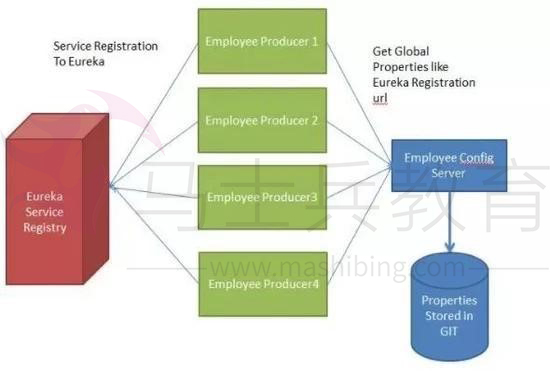 Service Registration
To Eureka
Employee Producer 1
Get Global
Properties like
Eureka Registration
url
Employee Producer 2
Employee Config
Server
Eureka
Service
Registry
Employee Producer3
马士兵教育
www.mashibing.com
Employee Producer4
Properties
Stored in
GIT